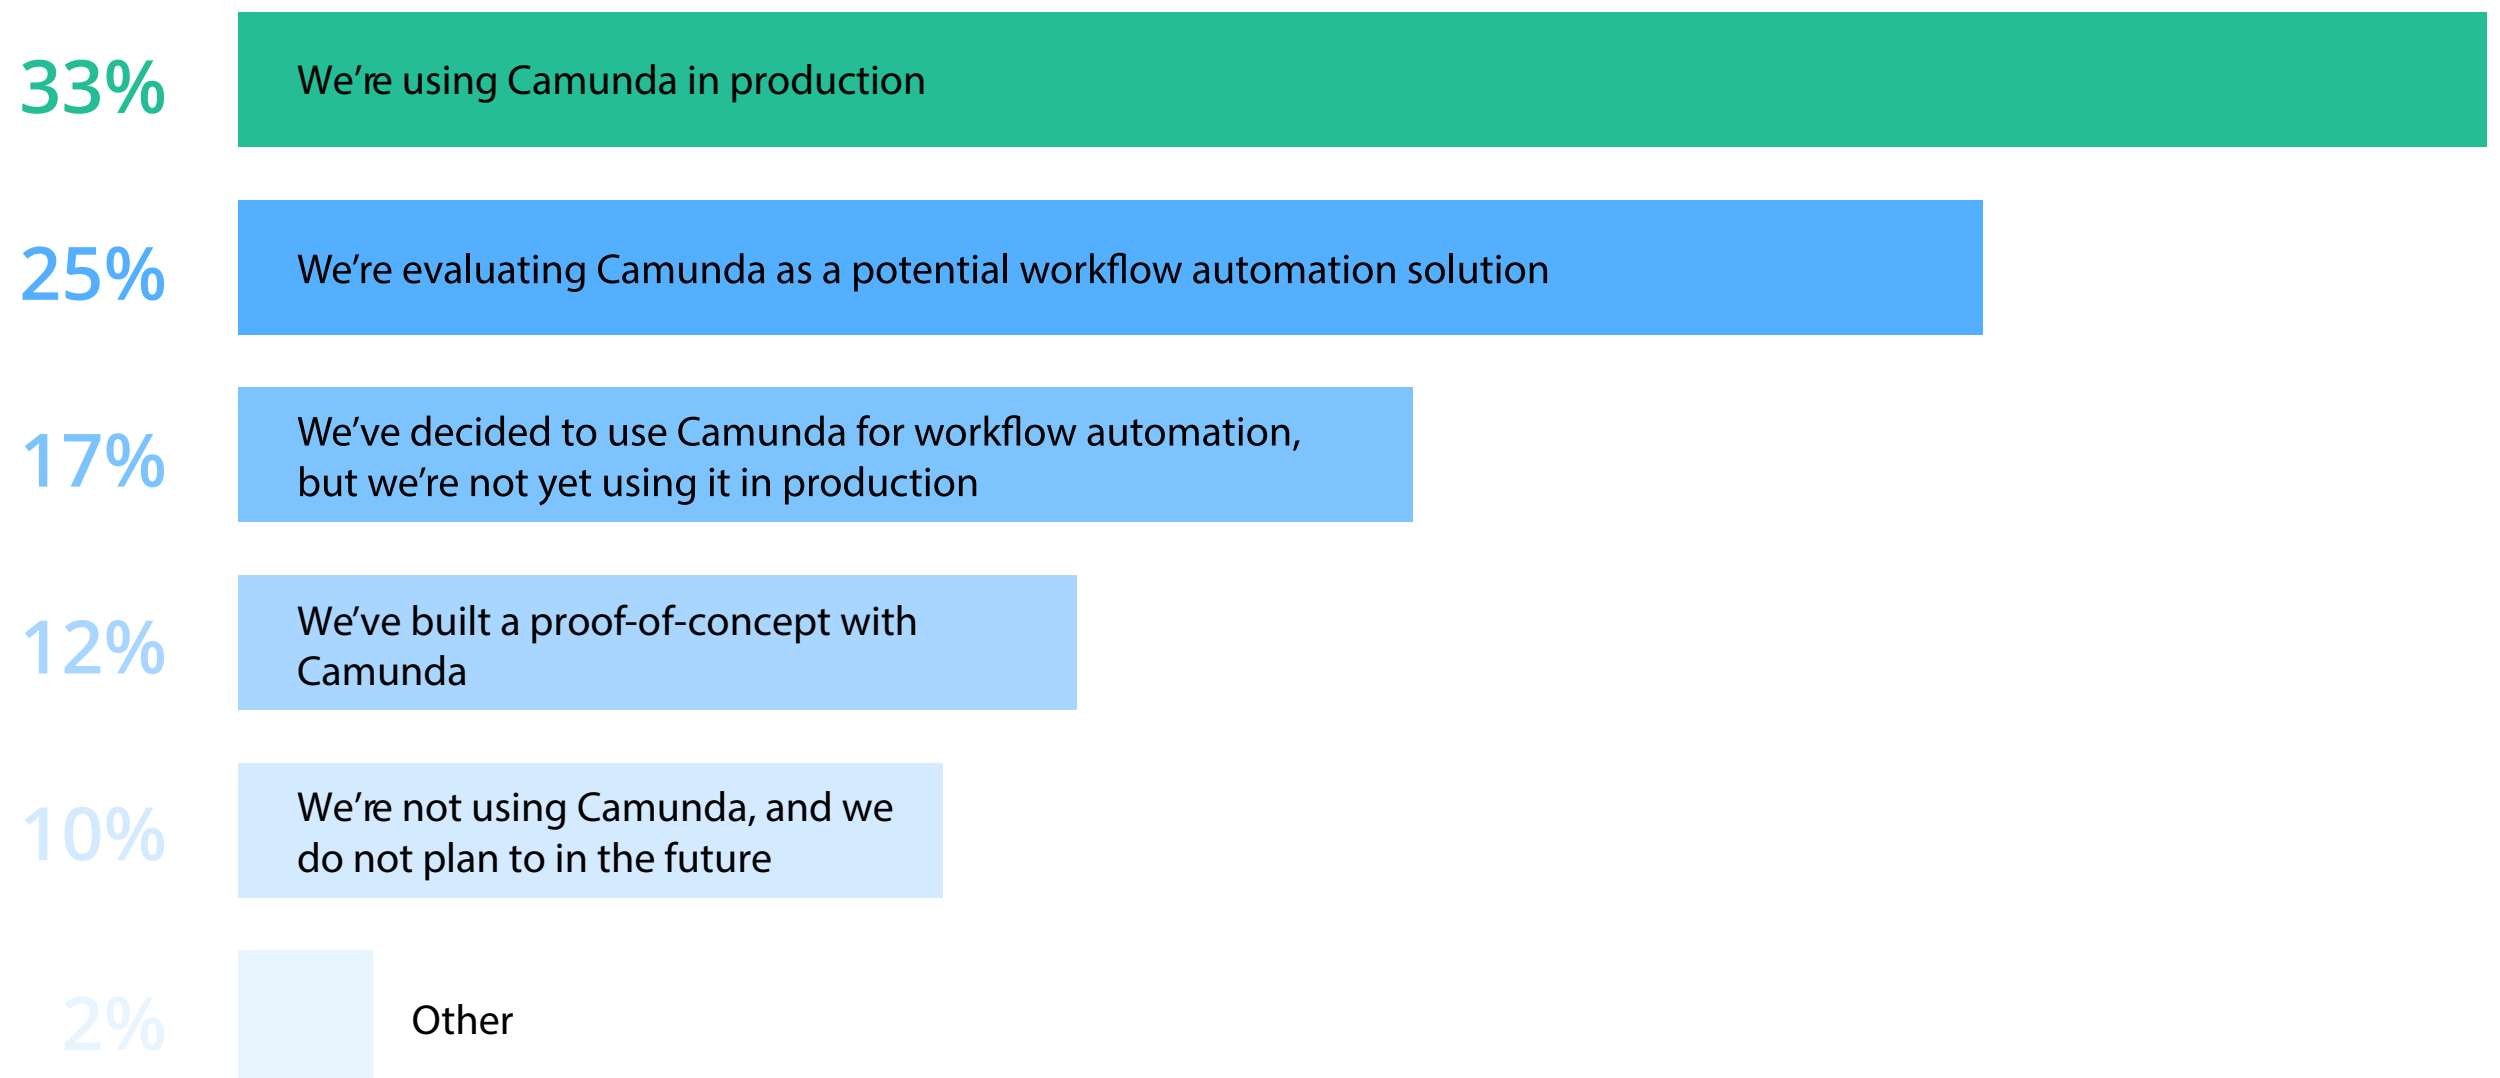 33%
We’re using Camunda in production
25%
We’re evaluating Camunda as a potential workflow automation solution
17%
We’ve decided to use Camunda for workflow automation,
but we’re not yet using it in production
12%
We’ve built a proof-of-concept with
Camunda
10%
We’re not using Camunda, and we
do not plan to in the future
2%
Other